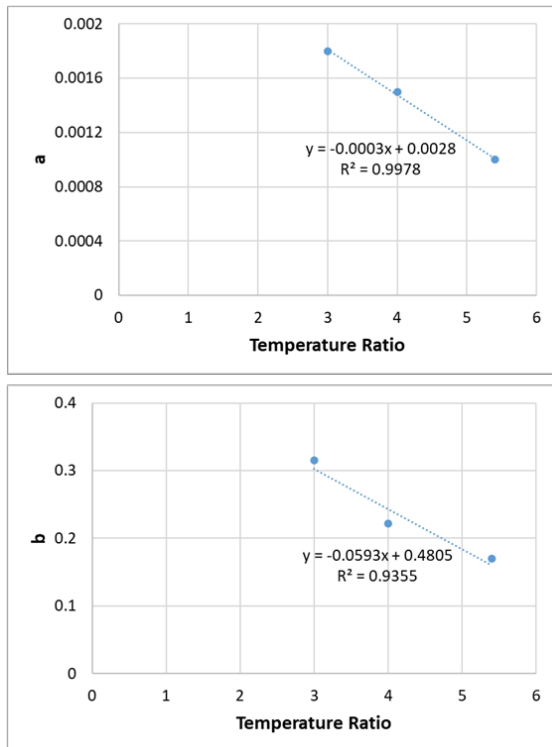 0.002
0.0016
0.0012
0.0008
0.0004
0
a
y = -0.0003x + 0.0028
R² = 0.9978
0 1 2 3 4 5 6
Temperature Ratio
0.4
0.3
0.2
0.1
0
b
y = -0.0593x + 0.4805
R² = 0.9355
0 1 2 3 4 5 6
Temperature Ratio